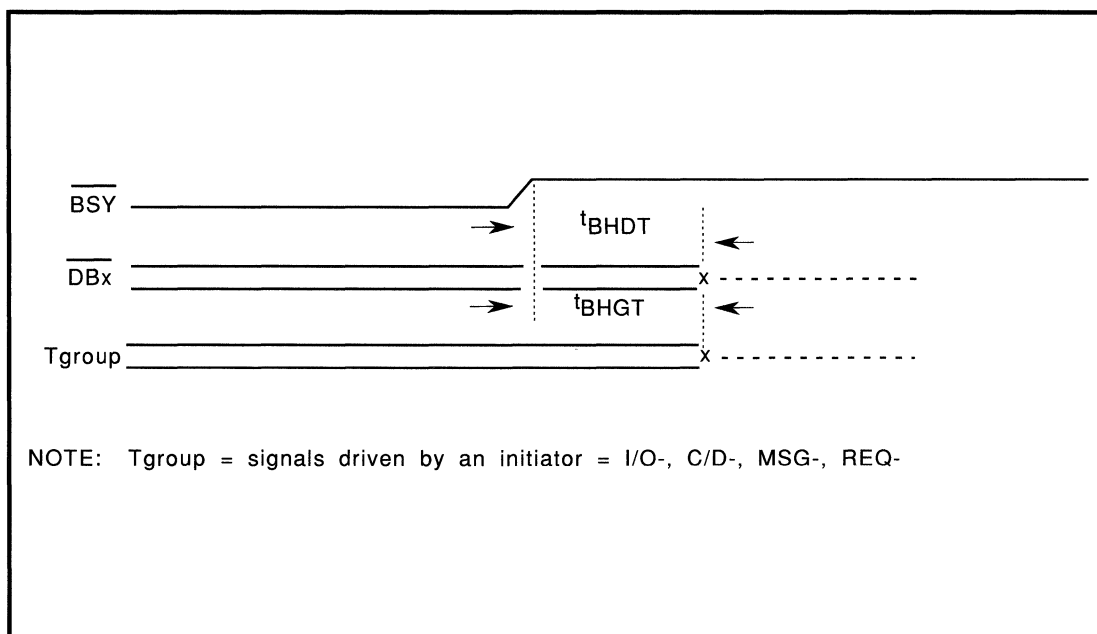 BSY
tBHDT
DBx
x
tBHGT
Tgroup
x
NOTE: Tgroup = signals driven by an initiator = I/O-, C/D-, MSG-, REQ-